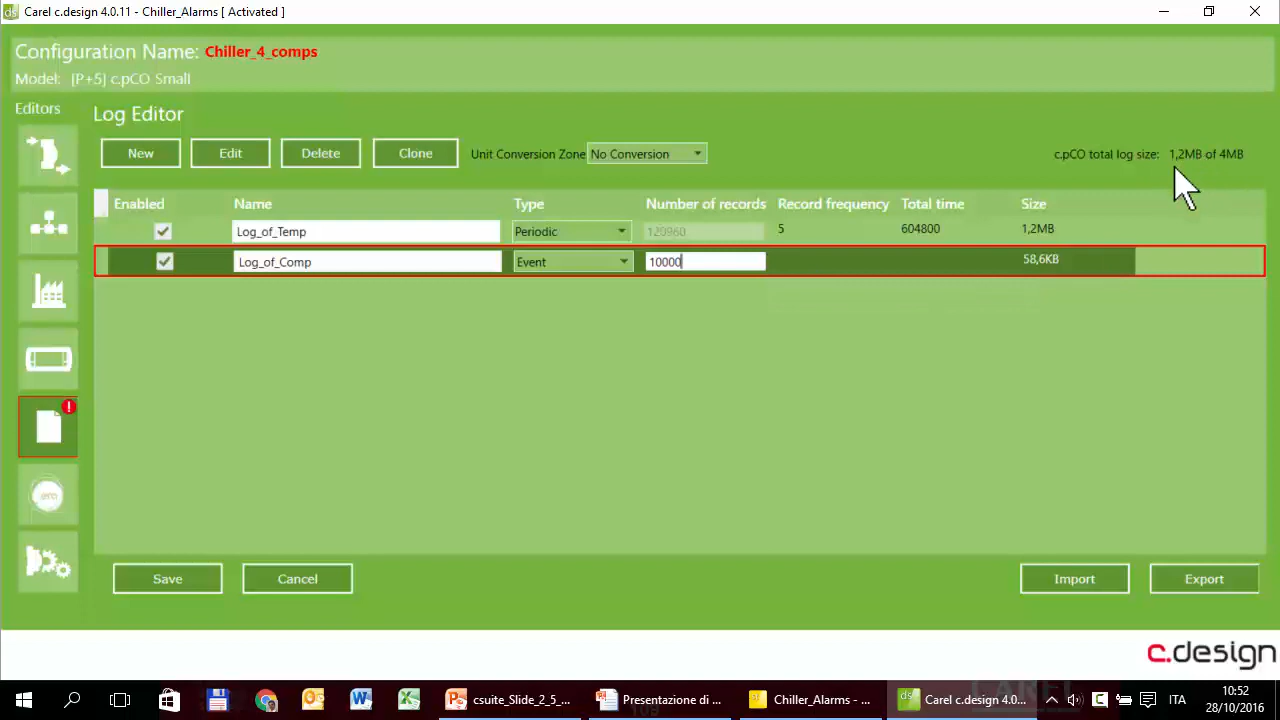 Carel c.design 4.0.11 - Chiller_Alarms [ Activated ]
Configuration Name: Chiller_4_comps
Model: [P+5] c.pCO Small
Editors
Log Editor
New Edit Delete Clone Unit Conversion Zone No Conversion c.pCO total log size: 1,2MB of 4MB
Enabled Name Type Number of records Record frequency Total time Size
Log_of_Temp Periodic 120960 5 604800 1,2MB
Log_of_Comp Event 10000 58,6KB
Save Cancel Import Export
c.design
csuite_Slide_2_5_... Presentazione di ... Chiller_Alarms - ... Carel c.design 4.0... ITA
10:52
28/10/2016